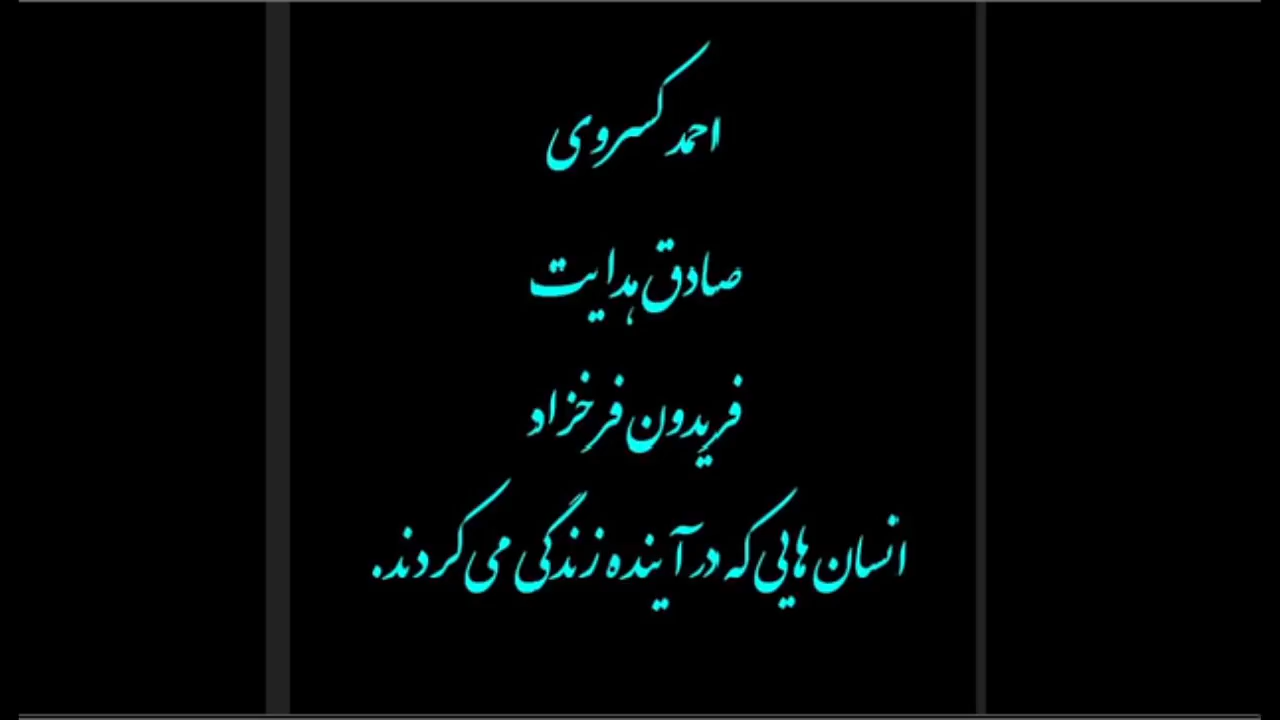 احمد کسروی
صادق هدایت
فریدون فرخزاد
انسان هایی که در آینده زندگی می کردند.